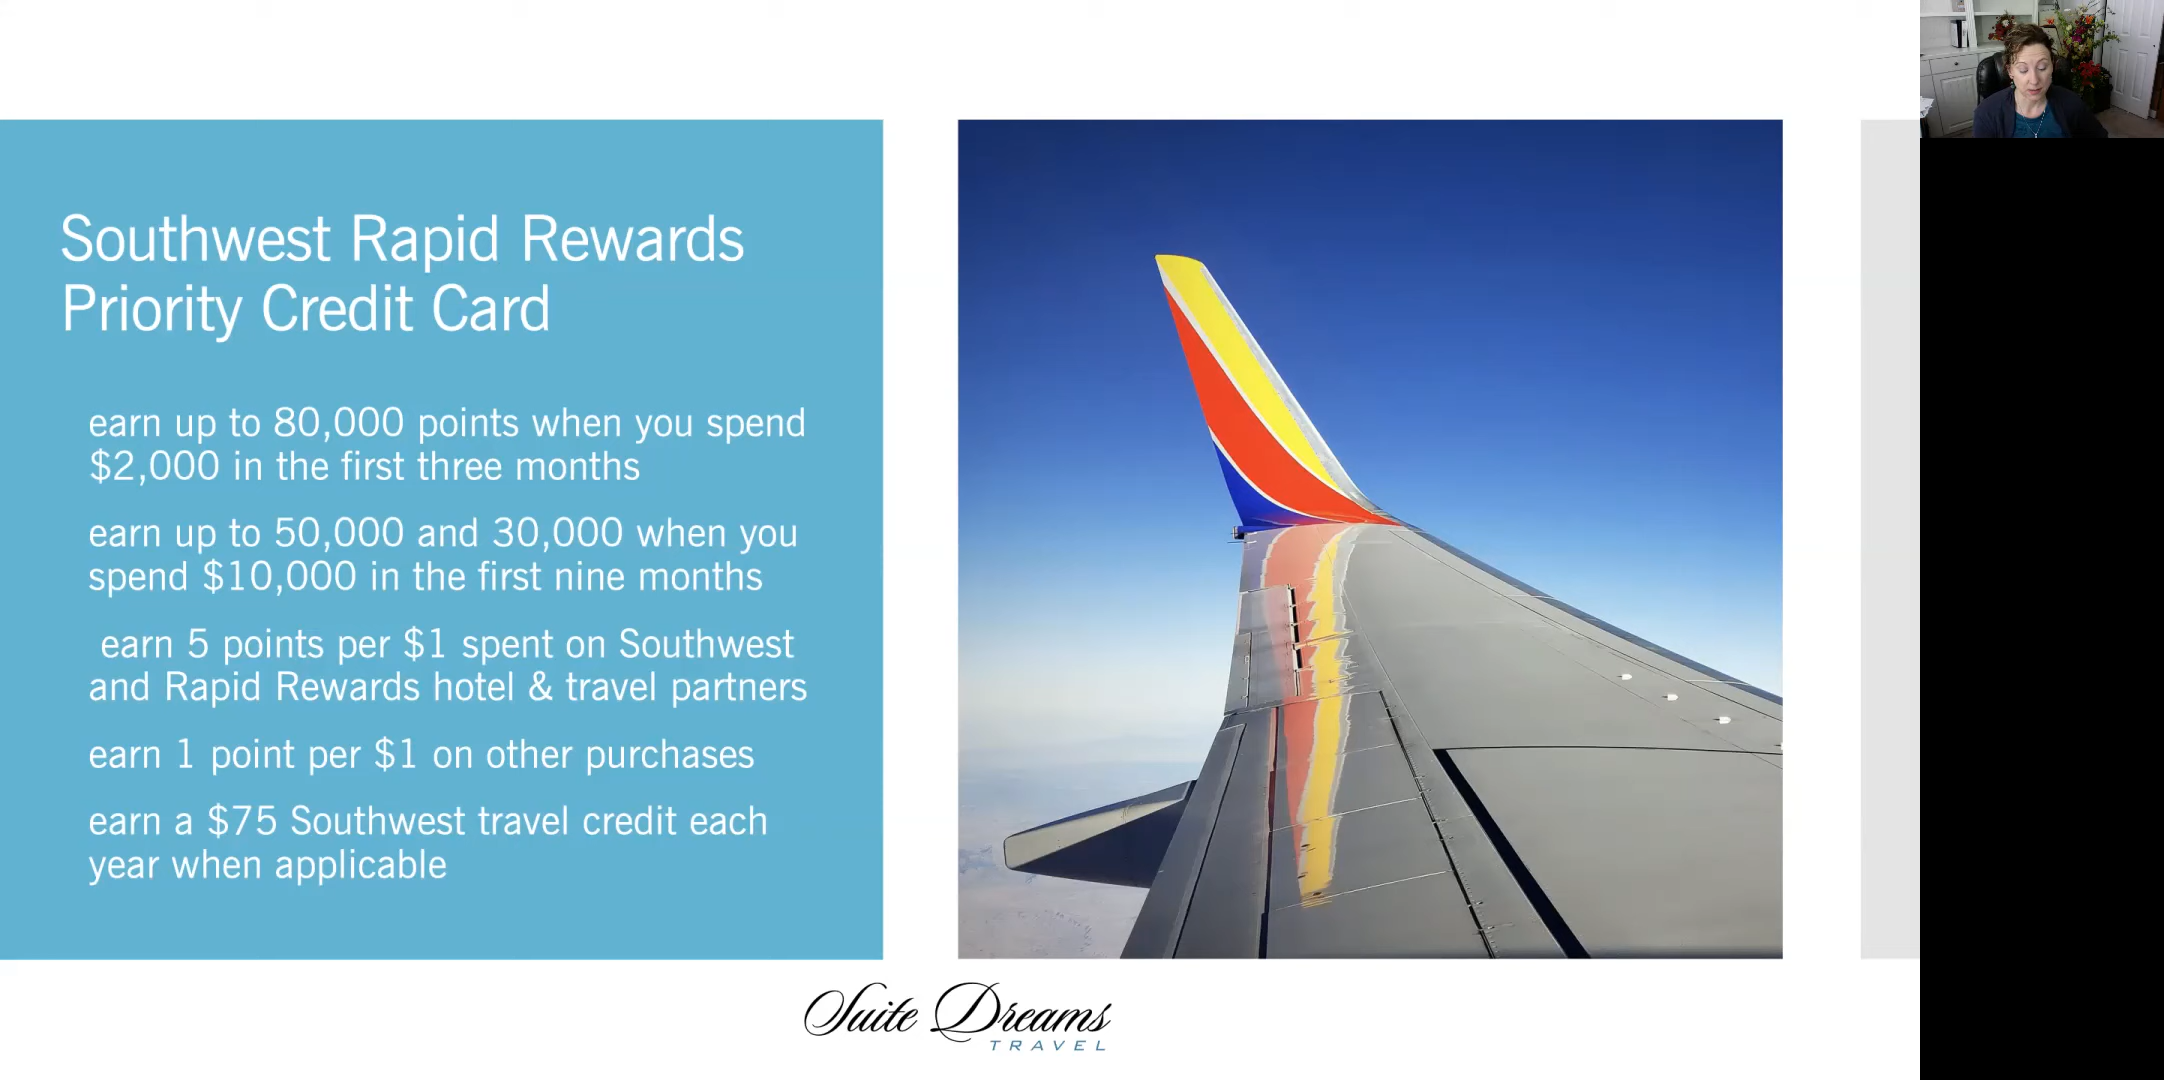 Southwest Rapid Rewards
Priority Credit Card
earn up to 80,000 points when you spend
$2,000 in the first three months
earn up to 50,000 and 30,000 when you
spend $10,000 in the first nine months
earn 5 points per $1 spent on Southwest
and Rapid Rewards hotel & travel partners
earn 1 point per $1 on other purchases
earn a $75 Southwest travel credit each
year when applicable
Suite Dreams
TRAVEL